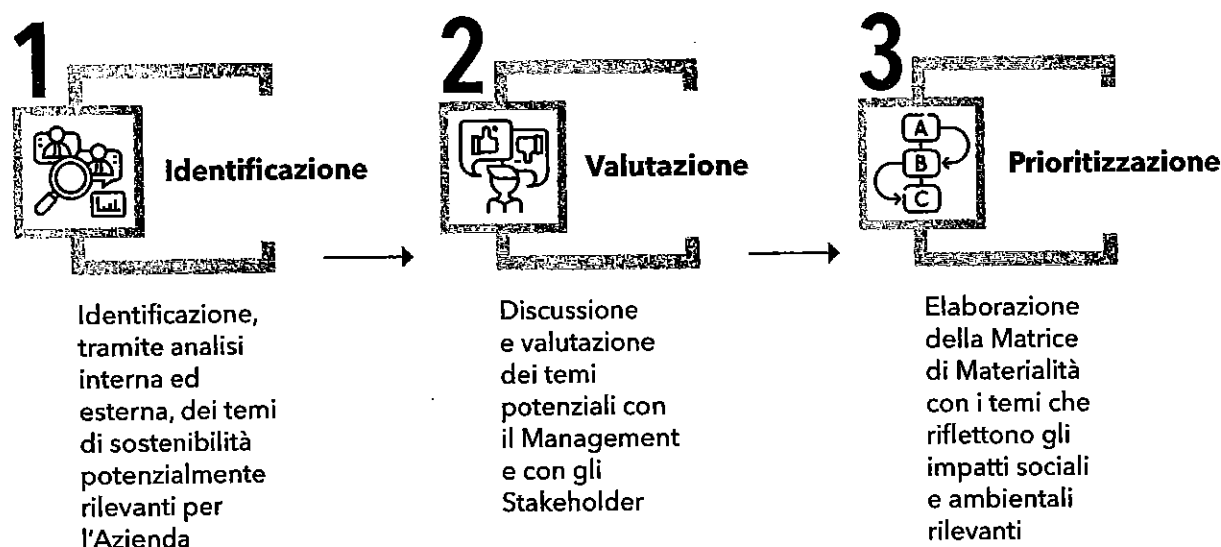 1
Identificazione
Identificazione,
tramite analisi
interna ed
esterna, dei temi
di sostenibilità
potenzialmente
rilevanti per
l'Azienda
2
Valutazione
Discussione
e valutazione
dei temi
potenziali con
il Management
e con gli
Stakeholder
3
A
B
C
Prioritizzazione
Elaborazione
della Matrice
di Materialità
con i temi che
riflettono gli
impatti sociali
e ambientali
rilevanti